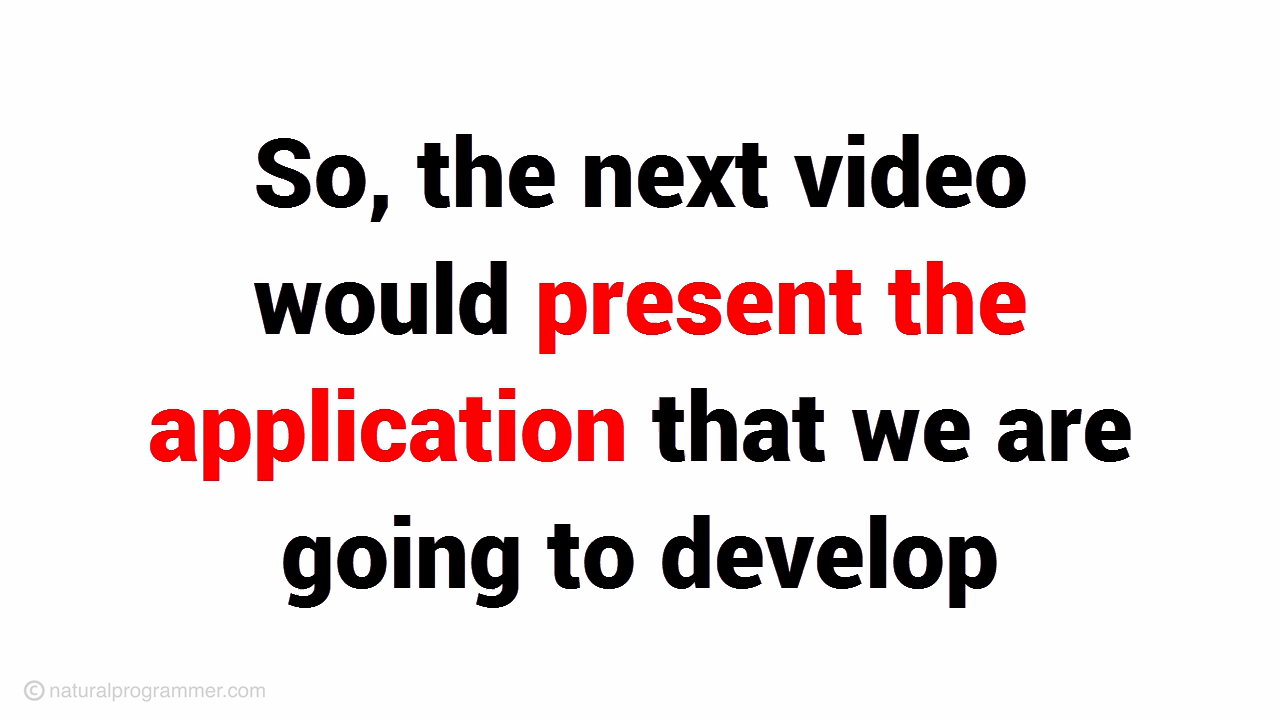 So, the next video
would present the
application that we are
going to develop
© naturalprogrammer.com